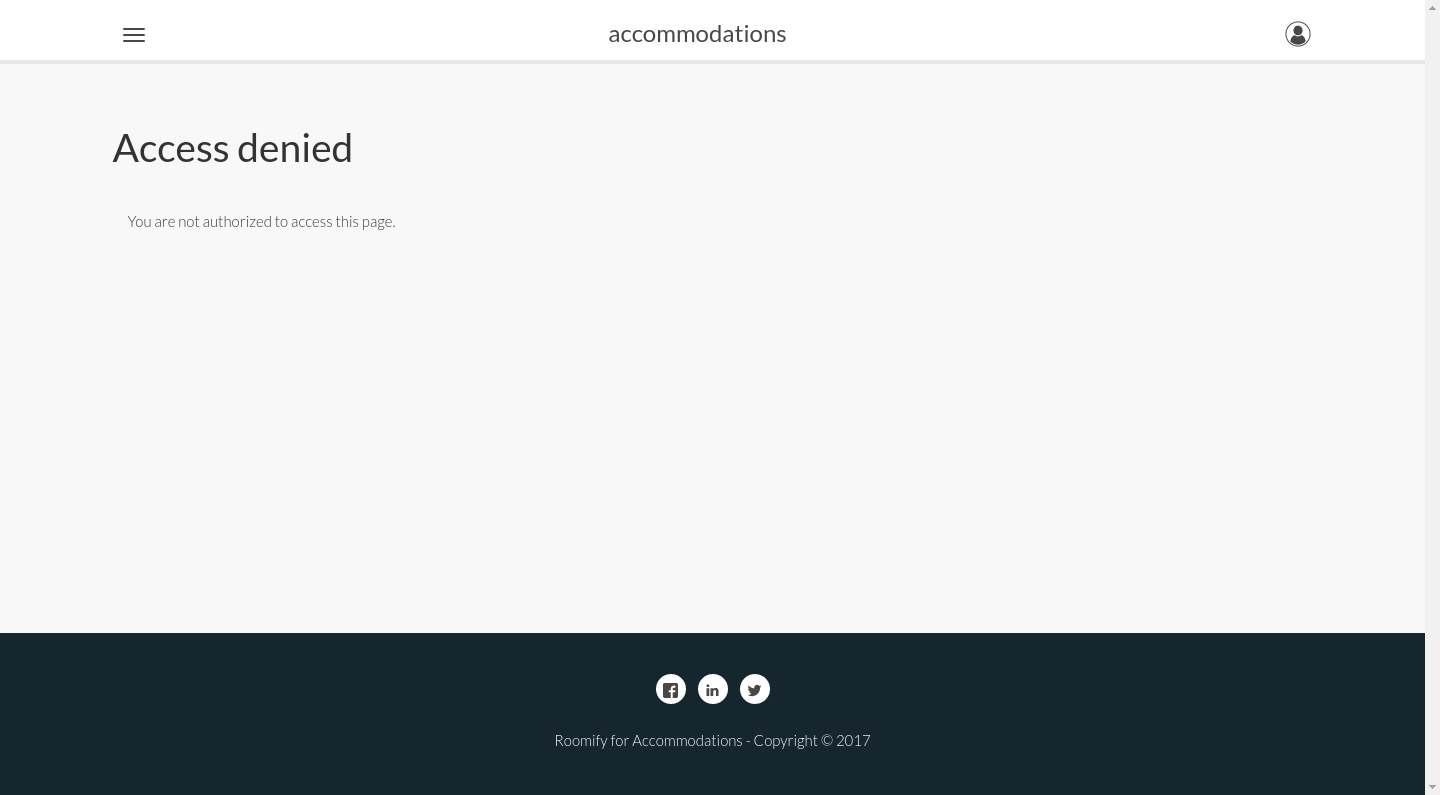 accommodations
Access denied
You are not authorized to access this page.
Roomify for Accommodations - Copyright © 2017